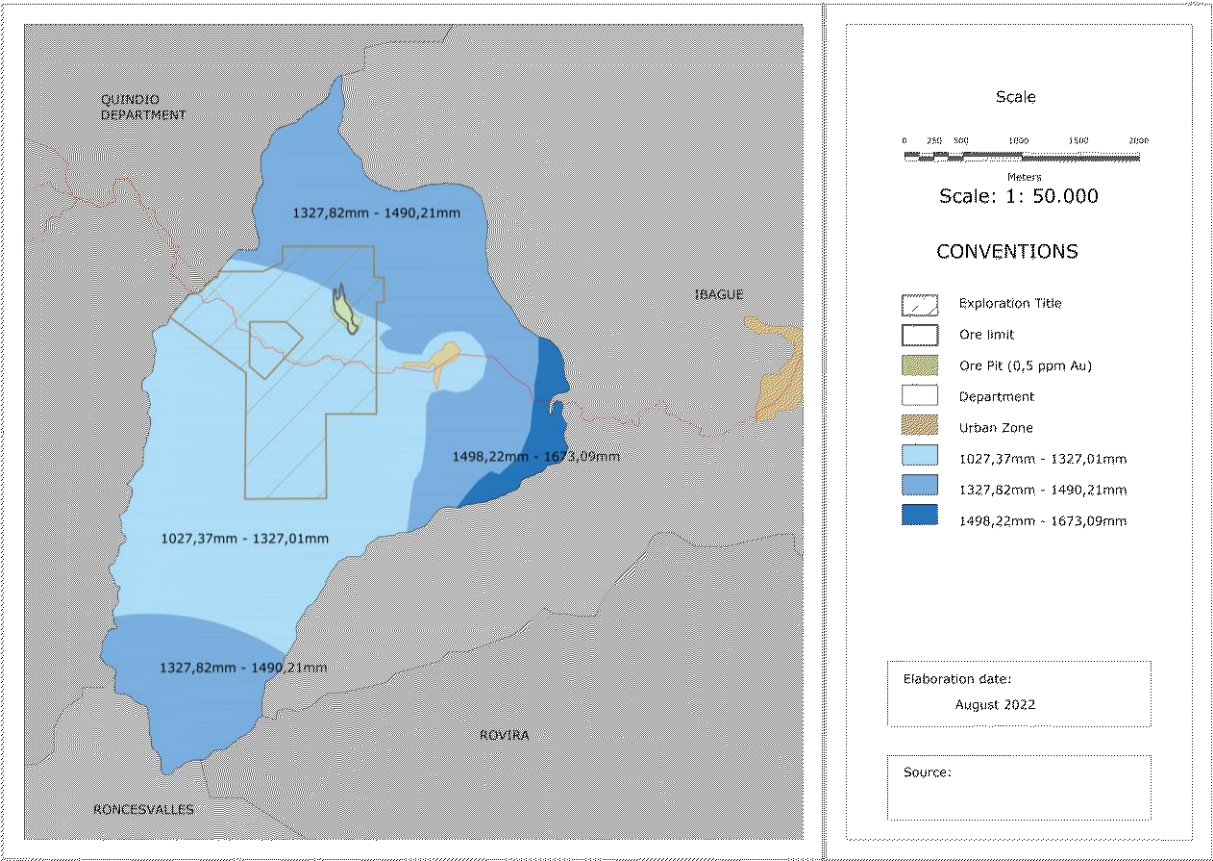 QUINDIO
DEPARTMENT
1327,82mm - 1490,21mm
IBAGUE
1498,22mm - 1673,09mm
1027,37mm - 1327,01mm
1327,82mm - 1490,21mm
ROVIRA
RONCESVALLES
Scale
0 250 500 1000 1500 2000
Meters
Scale: 1: 50.000
CONVENTIONS
Exploration Title
Ore limit
Ore Pit (0,5 ppm Au)
Department
Urban Zone
1027,37mm - 1327,01mm
1327,82mm - 1490,21mm
1498,22mm - 1673,09mm
Elaboration date:
August 2022
Source: